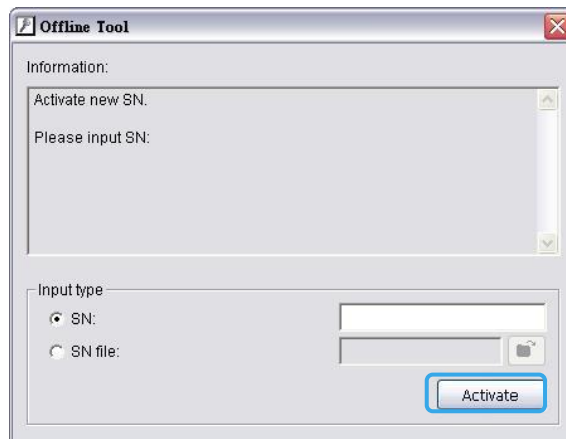 Offline Tool
Information:
Activate new SN.
Please input SN:
Input type
SN:
SN file:
Activate